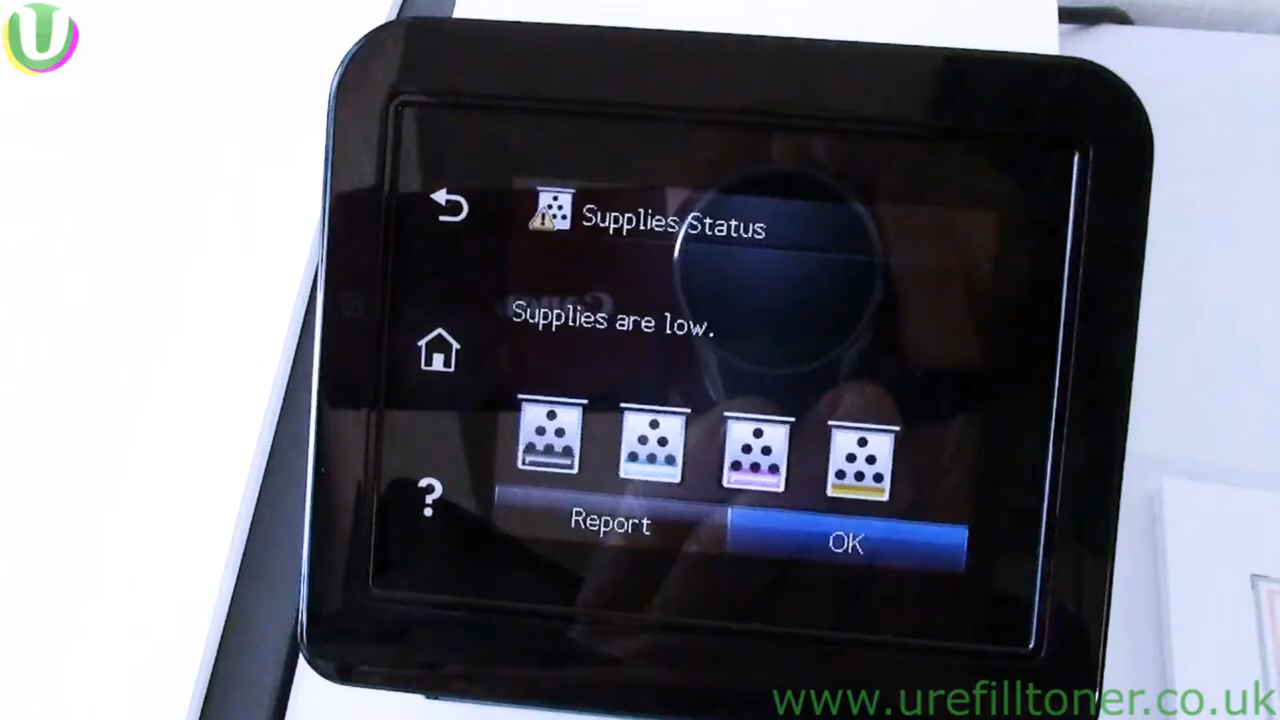 U
Supplies Status
Supplies are low.
?
Report
OK
www.urefilltoner.co.uk